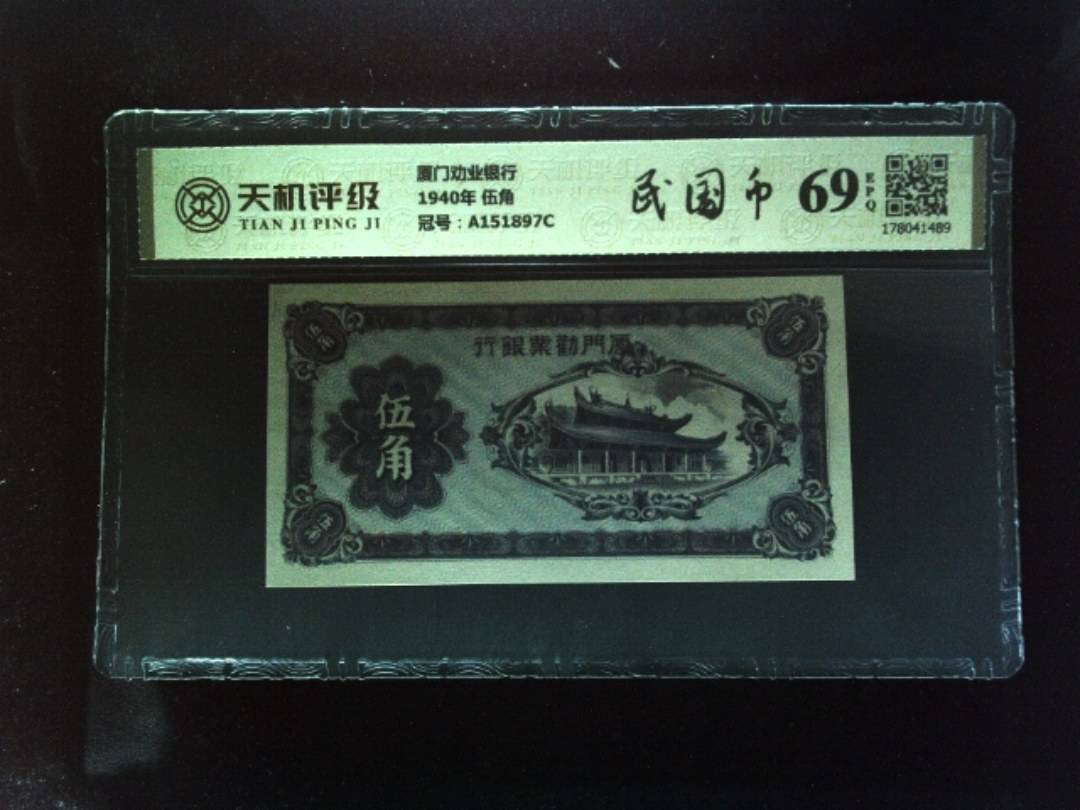 天机评级
TIAN JI PING JI
厦门劝业银行
1940年 伍角
冠号：A151897C
民国币
69
EPQ
178041489
行銀業勸門厦
伍角
伍角
伍角
伍角
伍角